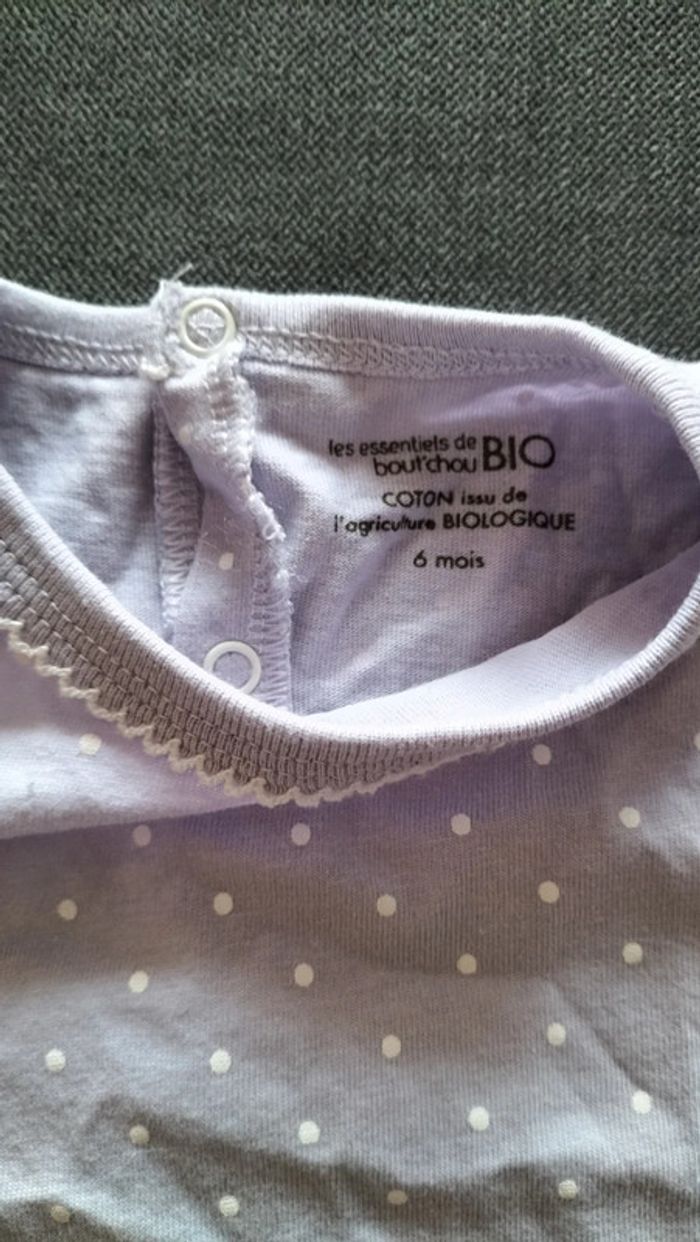 les essentiels de
bout'chou BIO
COTON issu de
l'agriculture BIOLOGIQUE
6 mois